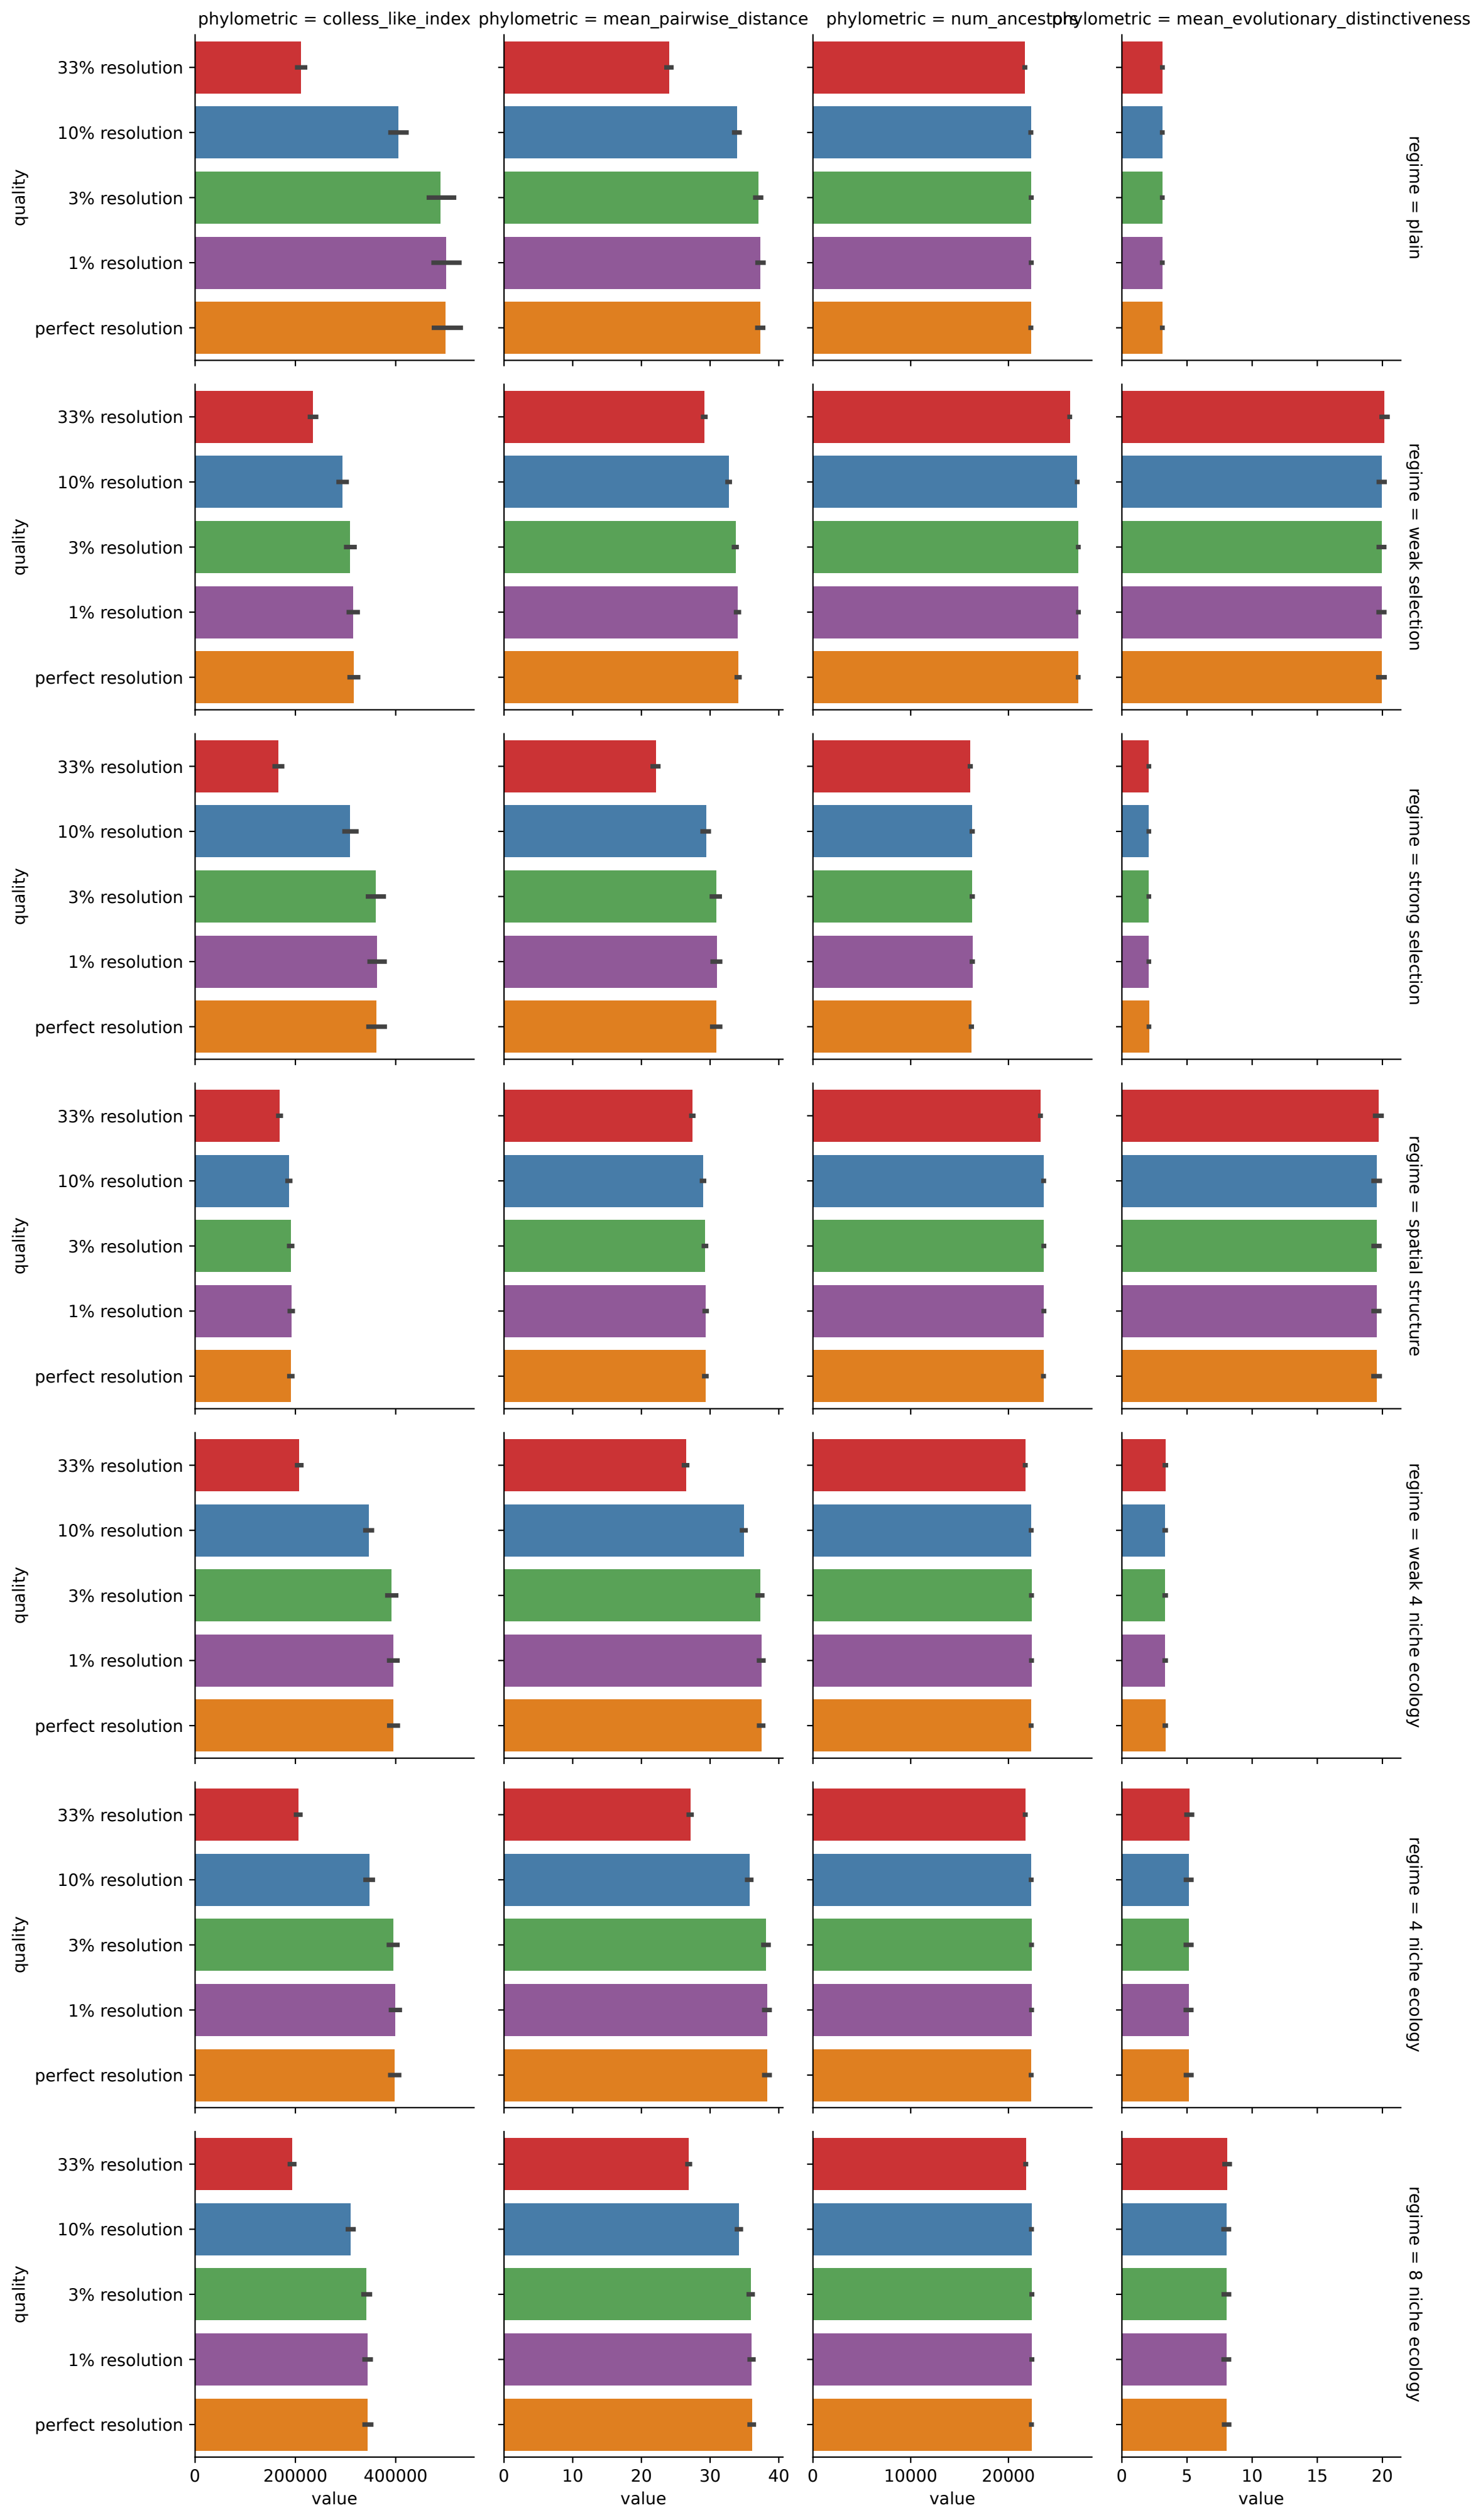 phylometric = colless_like_index
phylometric = mean_pairwise_distance
phylometric = num_ancestors
phylometric = mean_evolutionary_distinctiveness
quality
33% resolution
10% resolution
3% resolution
1% resolution
perfect resolution
regime = plain
quality
33% resolution
10% resolution
3% resolution
1% resolution
perfect resolution
regime = weak selection
quality
33% resolution
10% resolution
3% resolution
1% resolution
perfect resolution
regime = strong selection
quality
33% resolution
10% resolution
3% resolution
1% resolution
perfect resolution
regime = spatial structure
quality
33% resolution
10% resolution
3% resolution
1% resolution
perfect resolution
regime = weak 4 niche ecology
quality
33% resolution
10% resolution
3% resolution
1% resolution
perfect resolution
regime = 4 niche ecology
quality
33% resolution
10% resolution
3% resolution
1% resolution
perfect resolution
regime = 8 niche ecology
0 200000 400000
0 10 20 30 40
0 10000 20000
0 5 10 15 20
value
value
value
value